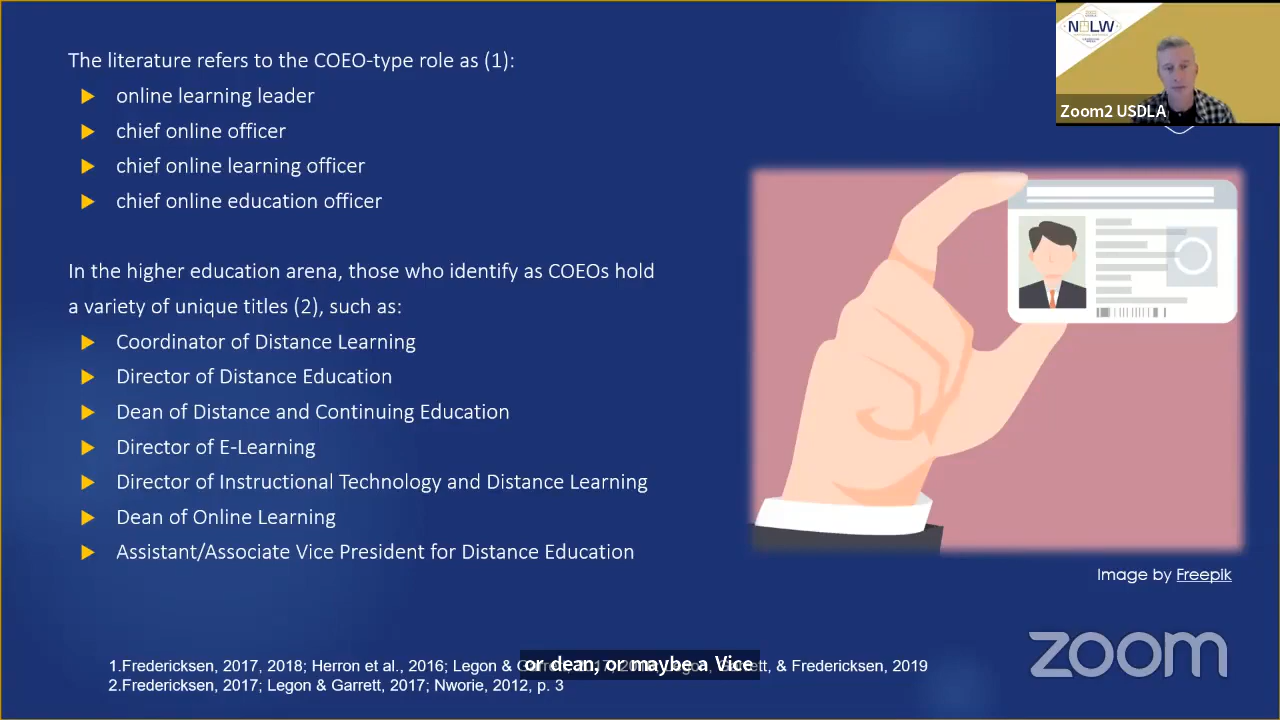 The literature refers to the COEO-type role as (1):
online learning leader
chief online officer
chief online learning officer
chief online education officer
In the higher education arena, those who identify as COEOs hold
a variety of unique titles (2), such as:
Coordinator of Distance Learning
Director of Distance Education
Dean of Distance and Continuing Education
Director of E-Learning
Director of Instructional Technology and Distance Learning
Dean of Online Learning
Assistant/Associate Vice President for Distance Education
NDLW
Zoom2 USDLA
Image by Freepik
1.Fredericksen, 2017, 2018; Herron et al., 2016; Legon & & Fredericksen, 2019
or dean, or maybe a Vice
2.Fredericksen, 2017; Legon & Garrett, 2017; Nworie, 2012, p. 3
zoom